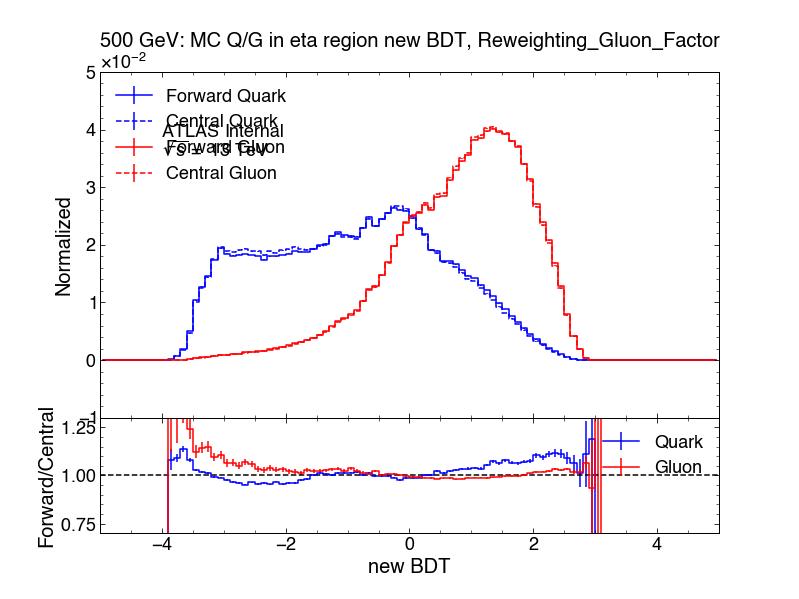 500 GeV: MC Q/G in eta region new BDT, Reweighting_Gluon_Factor
×10⁻²
5
4
3
2
1
0
−1
Normalized
Forward Quark
Central Quark
ATLAS Internal
Forward Gluon
√s = 13 TeV
Central Gluon
Forward/Central
1.25
1.00
0.75
Quark
Gluon
−4 −2 0 2 4
new BDT